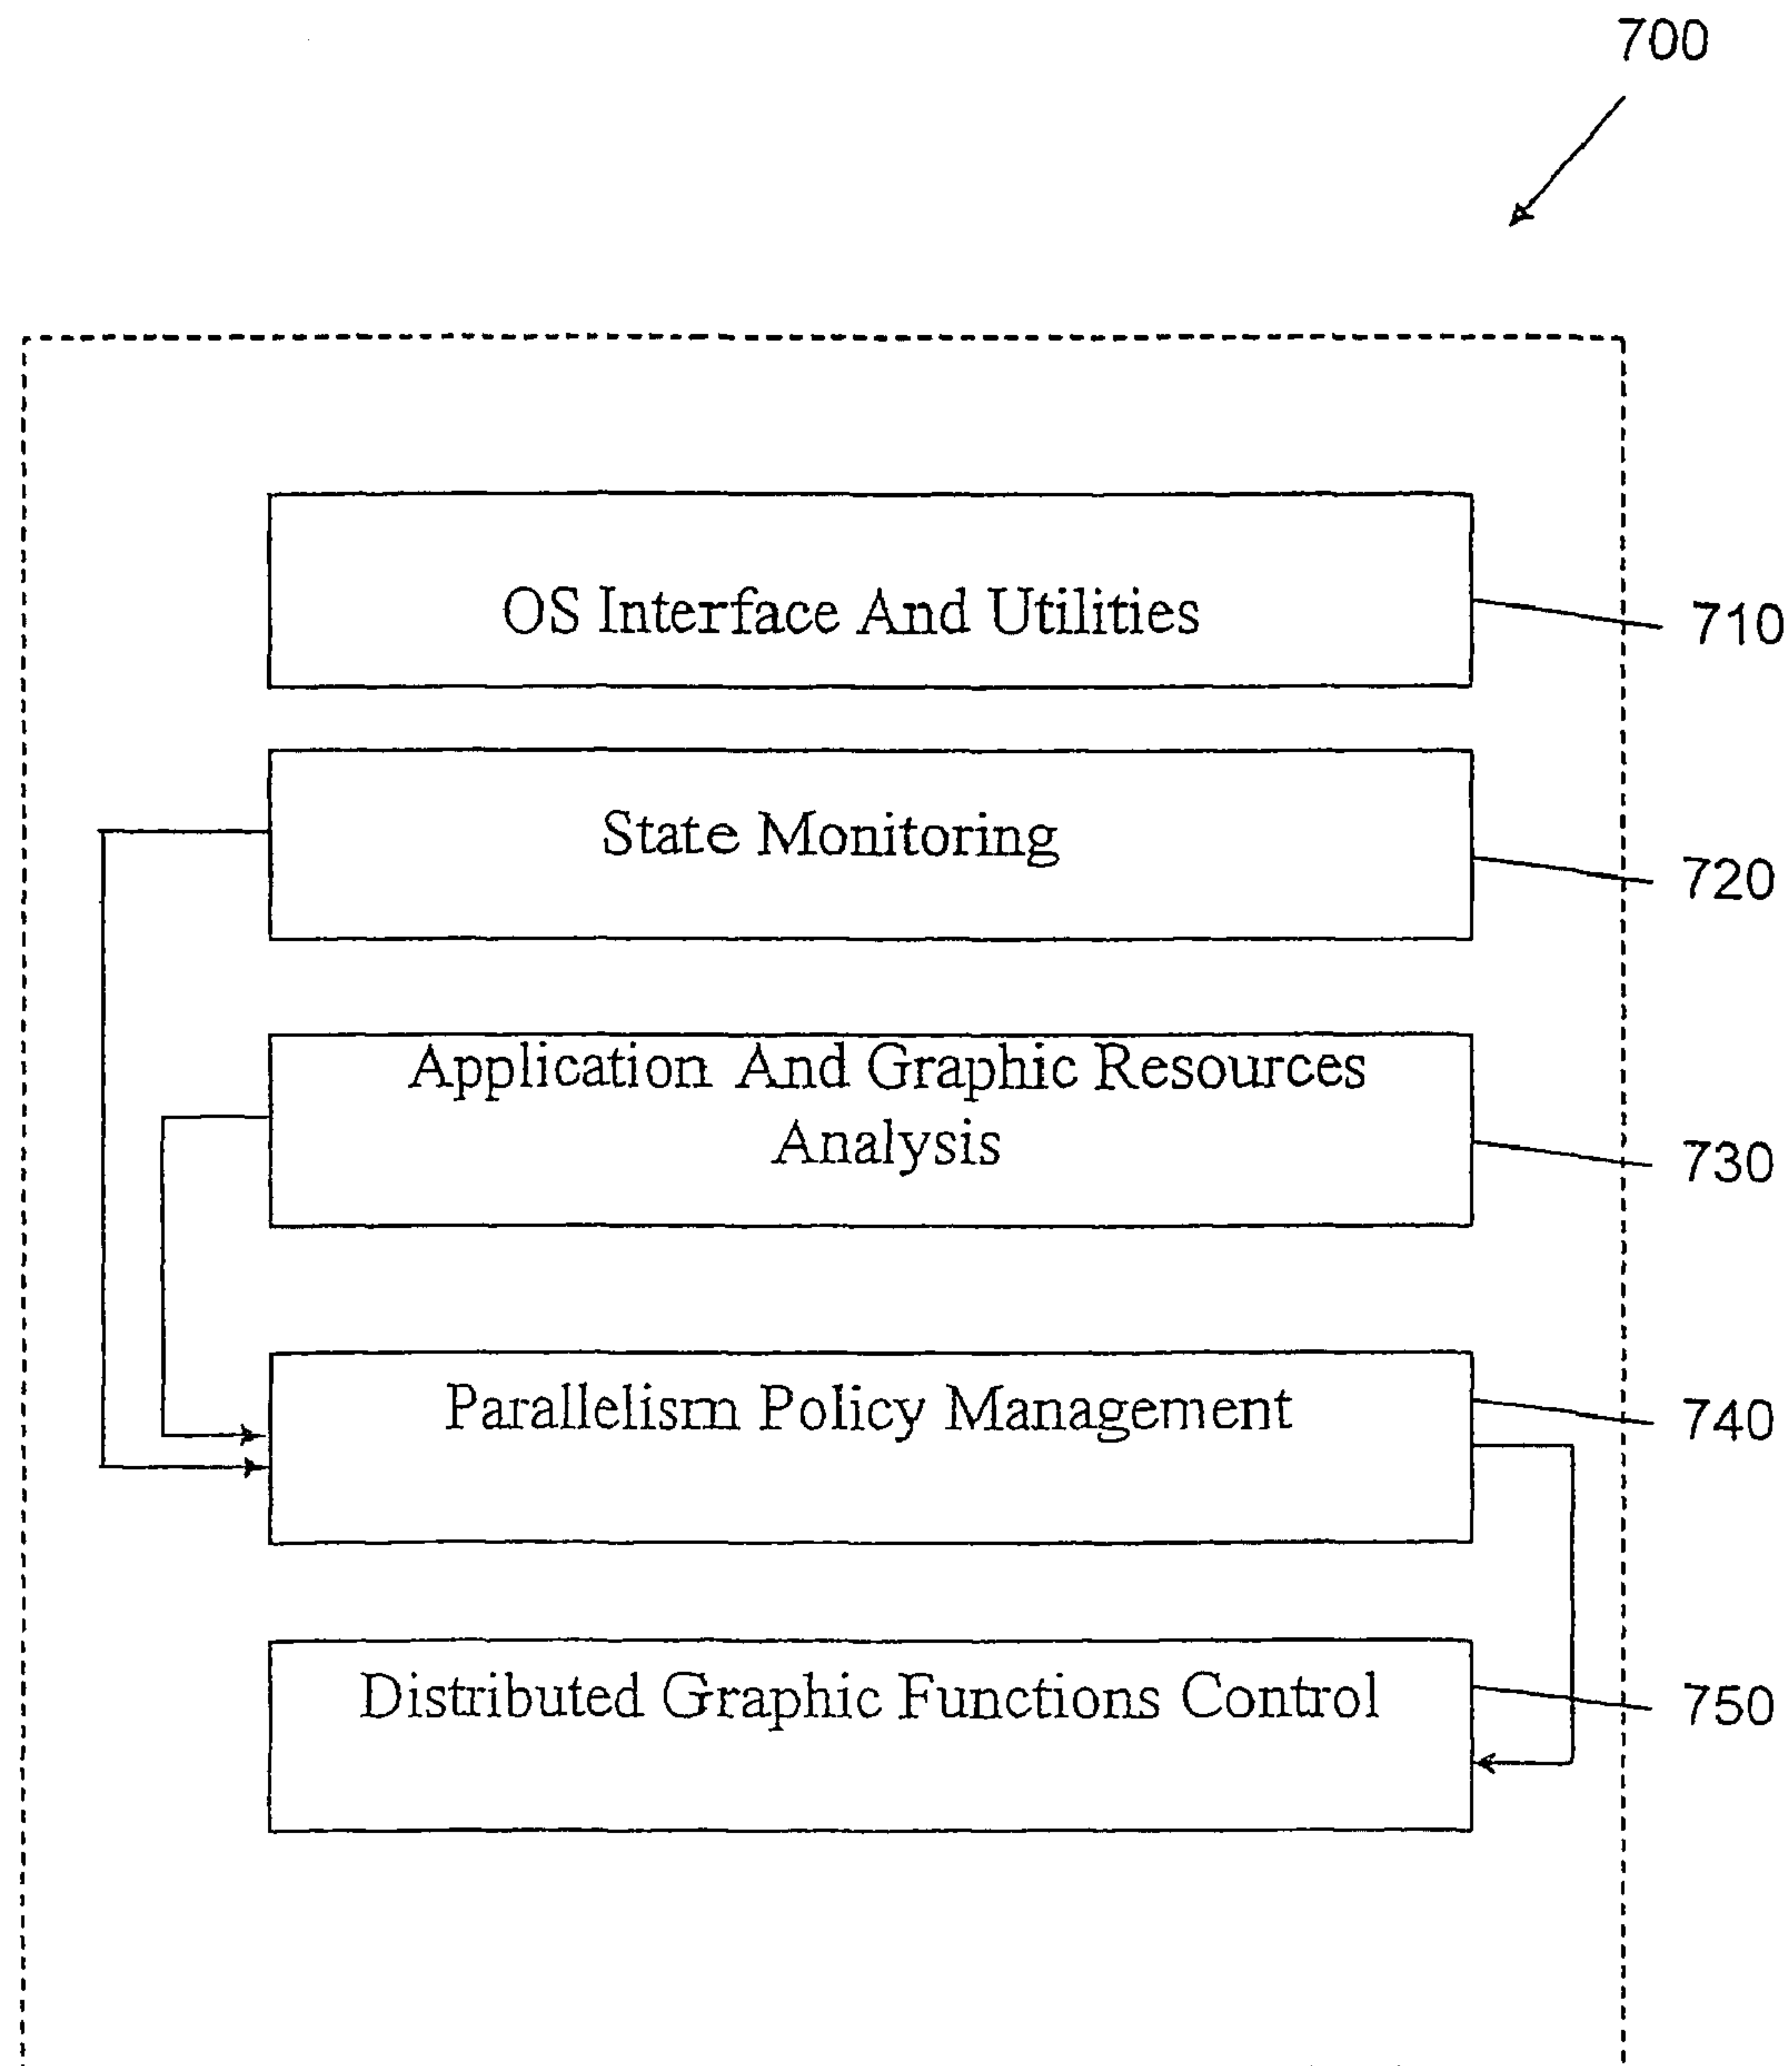 700
OS Interface And Utilities
710
State Monitoring
720
Application And Graphic Resources
Analysis
730
Parallelism Policy Management
740
Distributed Graphic Functions Control
750